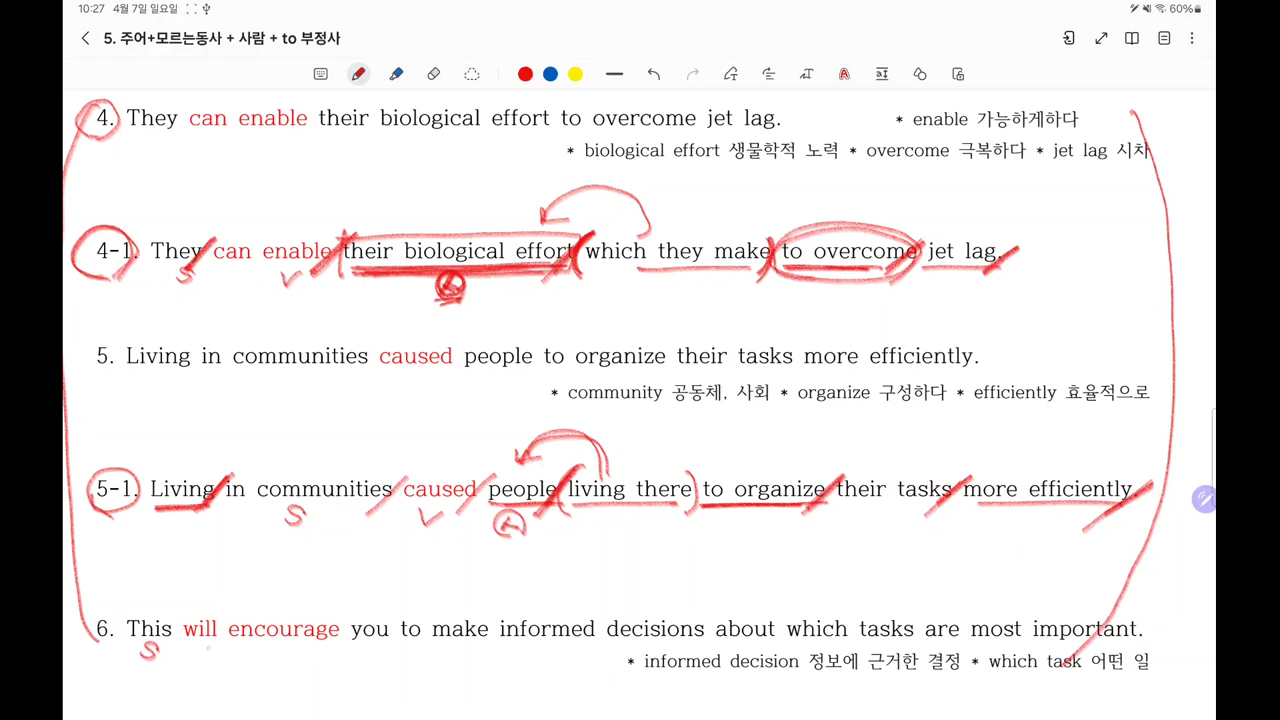 10:27 4월 7일 일요일 60%
5. 주어+모르는동사 + 사람 + to 부정사
4. They can enable their biological effort to overcome jet lag. * enable 가능하게하다
* biological effort 생물학적 노력 * overcome 극복하다 * jet lag 시차
4-1. They can enable their biological effort which they make to overcome jet lag.
S V
5. Living in communities caused people to organize their tasks more efficiently.
* community 공동체, 사회 * organize 구성하다 * efficiently 효율적으로
5-1. Living in communities caused people living there to organize their tasks more efficiently.
S V
6. This will encourage you to make informed decisions about which tasks are most important.
S
* informed decision 정보에 근거한 결정 * which task 어떤 일